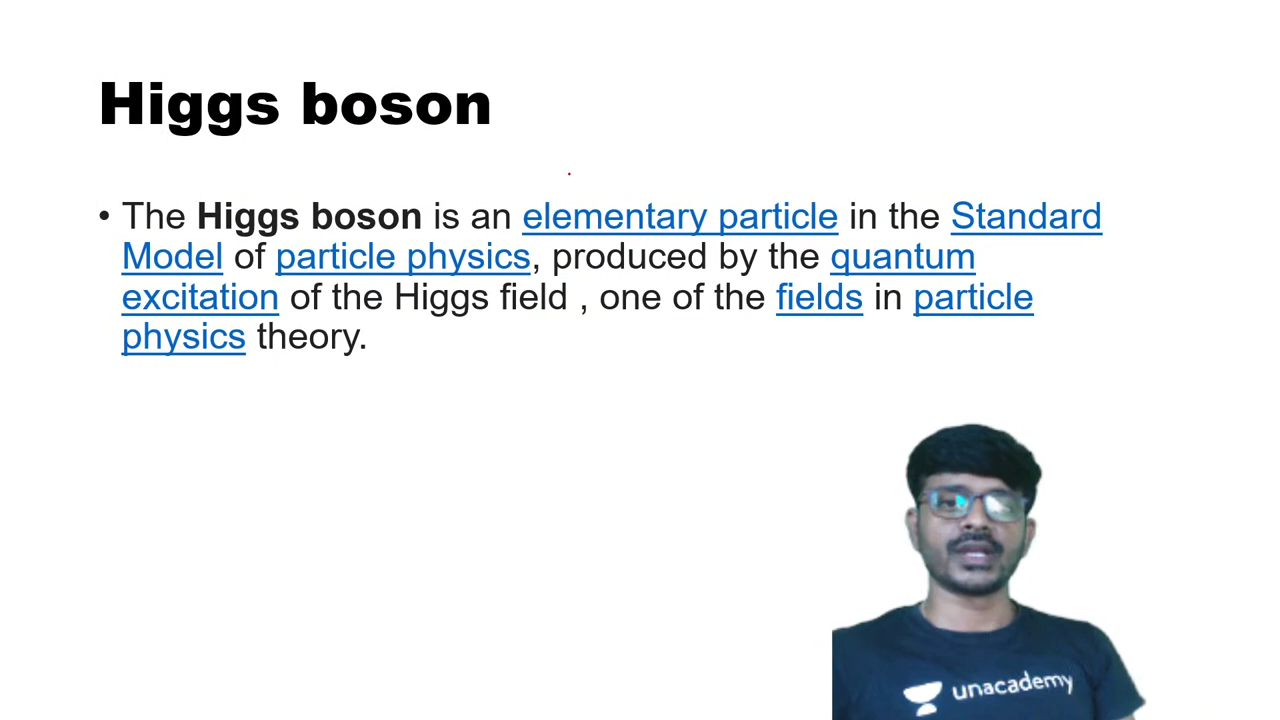 Higgs boson
• The Higgs boson is an elementary particle in the Standard
Model of particle physics, produced by the quantum
excitation of the Higgs field , one of the fields in particle
physics theory.
unacademy